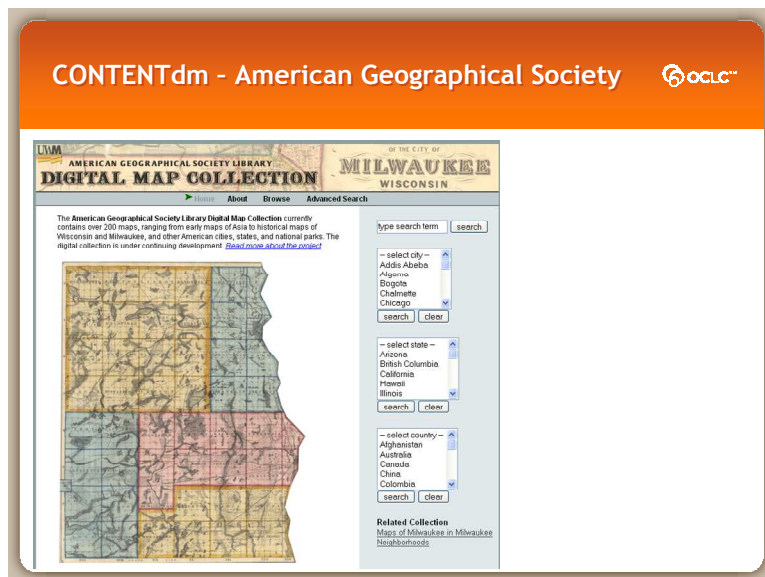 CONTENTdm – American Geographical Society
OCLC™
UWM
OF THE CITY OF
AMERICAN GEOGRAPHICAL SOCIETY LIBRARY
MILWAUKEE
DIGITAL MAP COLLECTION
WISCONSIN
Home About Browse Advanced Search
The American Geographical Society Library Digital Map Collection currently
contains over 200 maps, ranging from early maps of Asia to historical maps of
Wisconsin and Milwaukee, and other American cities, states, and national parks. The
digital collection is under continuing development. Read more about the project
type search term search
-- select city --
Addis Abeba
Algoma
Bogota
Chalmette
Chicago
search clear
-- select state --
Arizona
British Columbia
California
Hawaii
Illinois
search clear
-- select country --
Afghanistan
Australia
Canada
China
Colombia
search clear
Related Collection
Maps of Milwaukee in Milwaukee
Neighborhoods